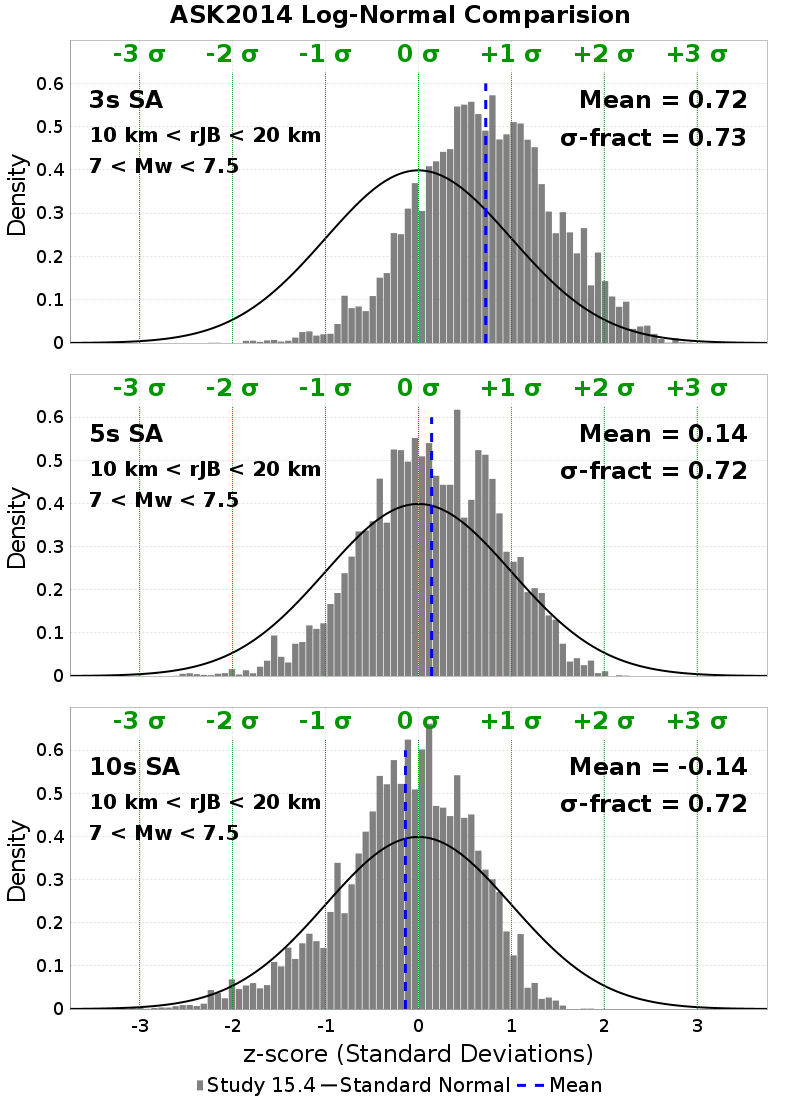 ASK2014 Log-Normal Comparision
-3 σ -2 σ -1 σ 0 σ +1 σ +2 σ +3 σ
3s SA
10 km < rJB < 20 km
7 < Mw < 7.5
Mean = 0.72
σ-fract = 0.73
0.6
0.5
0.4
0.3
0.2
0.1
0
Density
-3 σ -2 σ -1 σ 0 σ +1 σ +2 σ +3 σ
5s SA
10 km < rJB < 20 km
7 < Mw < 7.5
Mean = 0.14
σ-fract = 0.72
0.6
0.5
0.4
0.3
0.2
0.1
0
Density
-3 σ -2 σ -1 σ 0 σ +1 σ +2 σ +3 σ
10s SA
10 km < rJB < 20 km
7 < Mw < 7.5
Mean = -0.14
σ-fract = 0.72
0.6
0.5
0.4
0.3
0.2
0.1
0
Density
-3 -2 -1 0 1 2 3
z-score (Standard Deviations)
Study 15.4 Standard Normal Mean